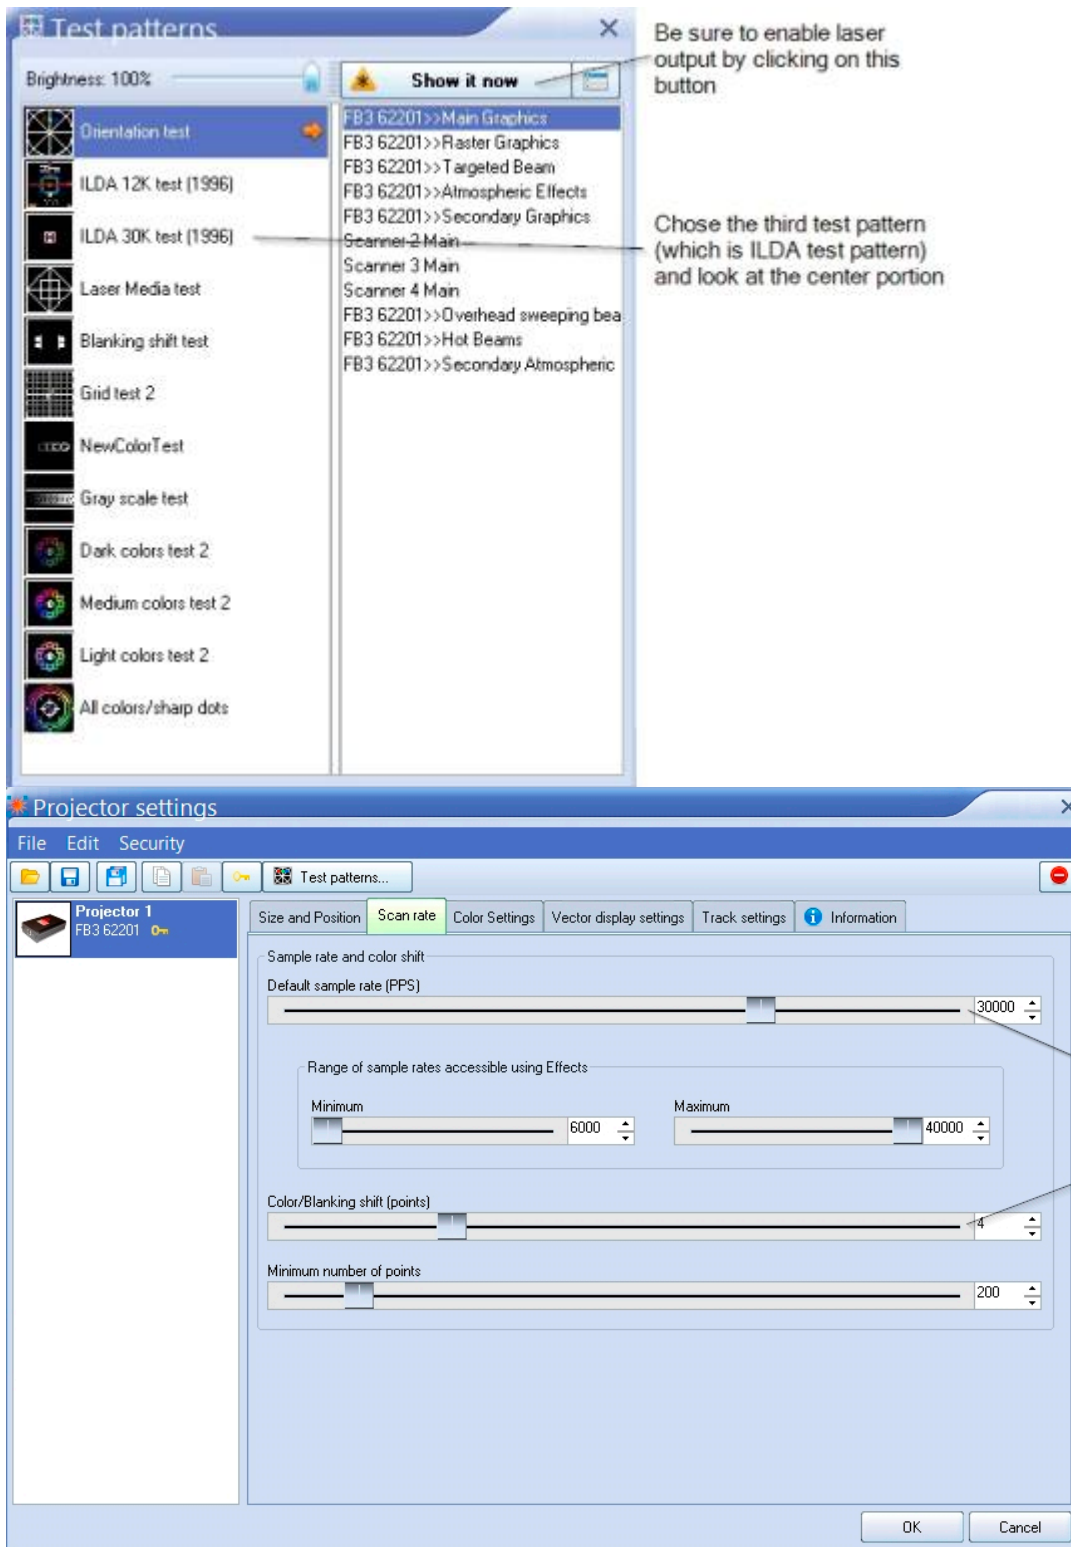 Test patterns
Be sure to enable laser
output by clicking on this
button
Brightness: 100%
Show it now
Orientation test
ILDA 12K test (1996)
ILDA 30K test (1996)
Laser Media test
Blanking shift test
Grid test 2
NewColorTest
Gray scale test
Dark colors test 2
Medium colors test 2
Light colors test 2
All colors/sharp dots
FB3 62201>>Main Graphics
FB3 62201>>Raster Graphics
FB3 62201>>Targeted Beam
FB3 62201>>Atmospheric Effects
FB3 62201>>Secondary Graphics
Scanner 2 Main
Scanner 3 Main
Scanner 4 Main
FB3 62201>>Overhead sweeping bea
FB3 62201>>Hot Beams
FB3 62201>>Secondary Atmospheric
Chose the third test pattern
(which is ILDA test pattern)
and look at the center portion
Projector settings
File Edit Security
Test patterns...
Projector 1
FB3 62201
Size and Position Scan rate Color Settings Vector display settings Track settings Information
Sample rate and color shift
Default sample rate (PPS)
30000
Range of sample rates accessible using Effects
Minimum Maximum
6000 40000
Color/Blanking shift (points)
4
Minimum number of points
200
OK Cancel